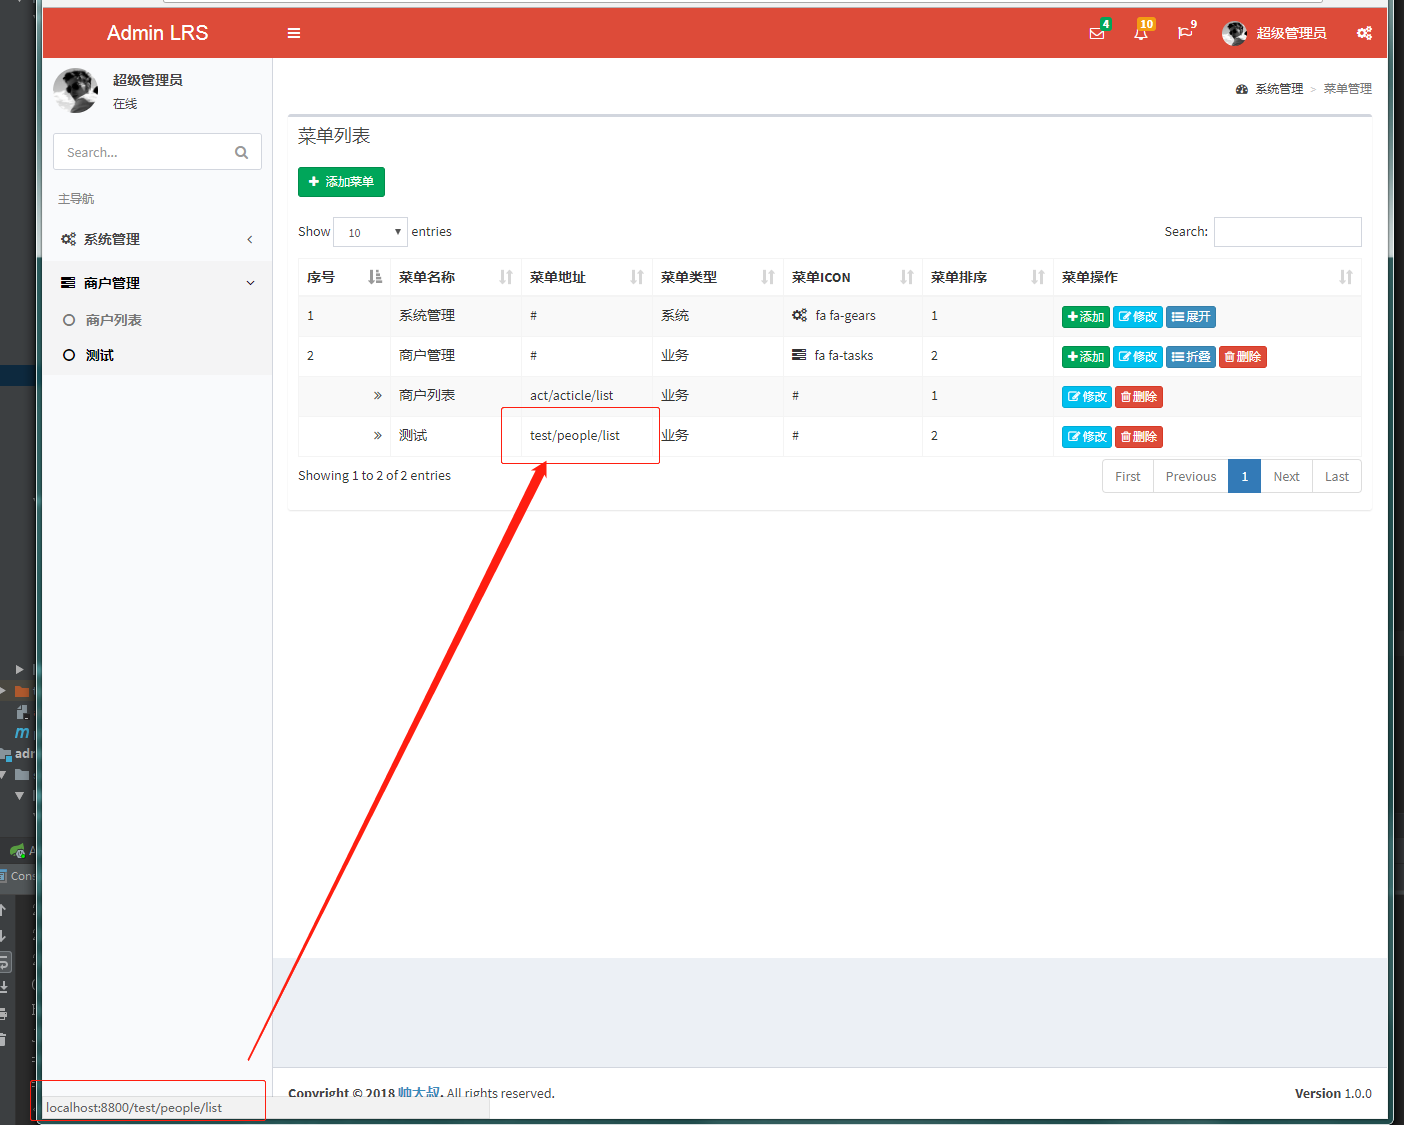 Admin LRS
4
10
9
超级管理员
超级管理员
在线
系统管理 > 菜单管理
Search...
主导航
系统管理
商户管理
商户列表
测试
菜单列表
添加菜单
Show 10 entries
Search:
序号 菜单名称 菜单地址 菜单类型 菜单ICON 菜单排序 菜单操作
1 系统管理 # 系统 fa fa-gears 1 添加 修改 展开
2 商户管理 # 业务 fa fa-tasks 2 添加 修改 折叠 删除
» 商户列表 act/acticle/list 业务 # 1 修改 删除
» 测试 test/people/list 业务 # 2 修改 删除
Showing 1 to 2 of 2 entries
First Previous 1 Next Last
Copyright © 2018 帅大叔. All rights reserved.
Version 1.0.0
localhost:8800/test/people/list